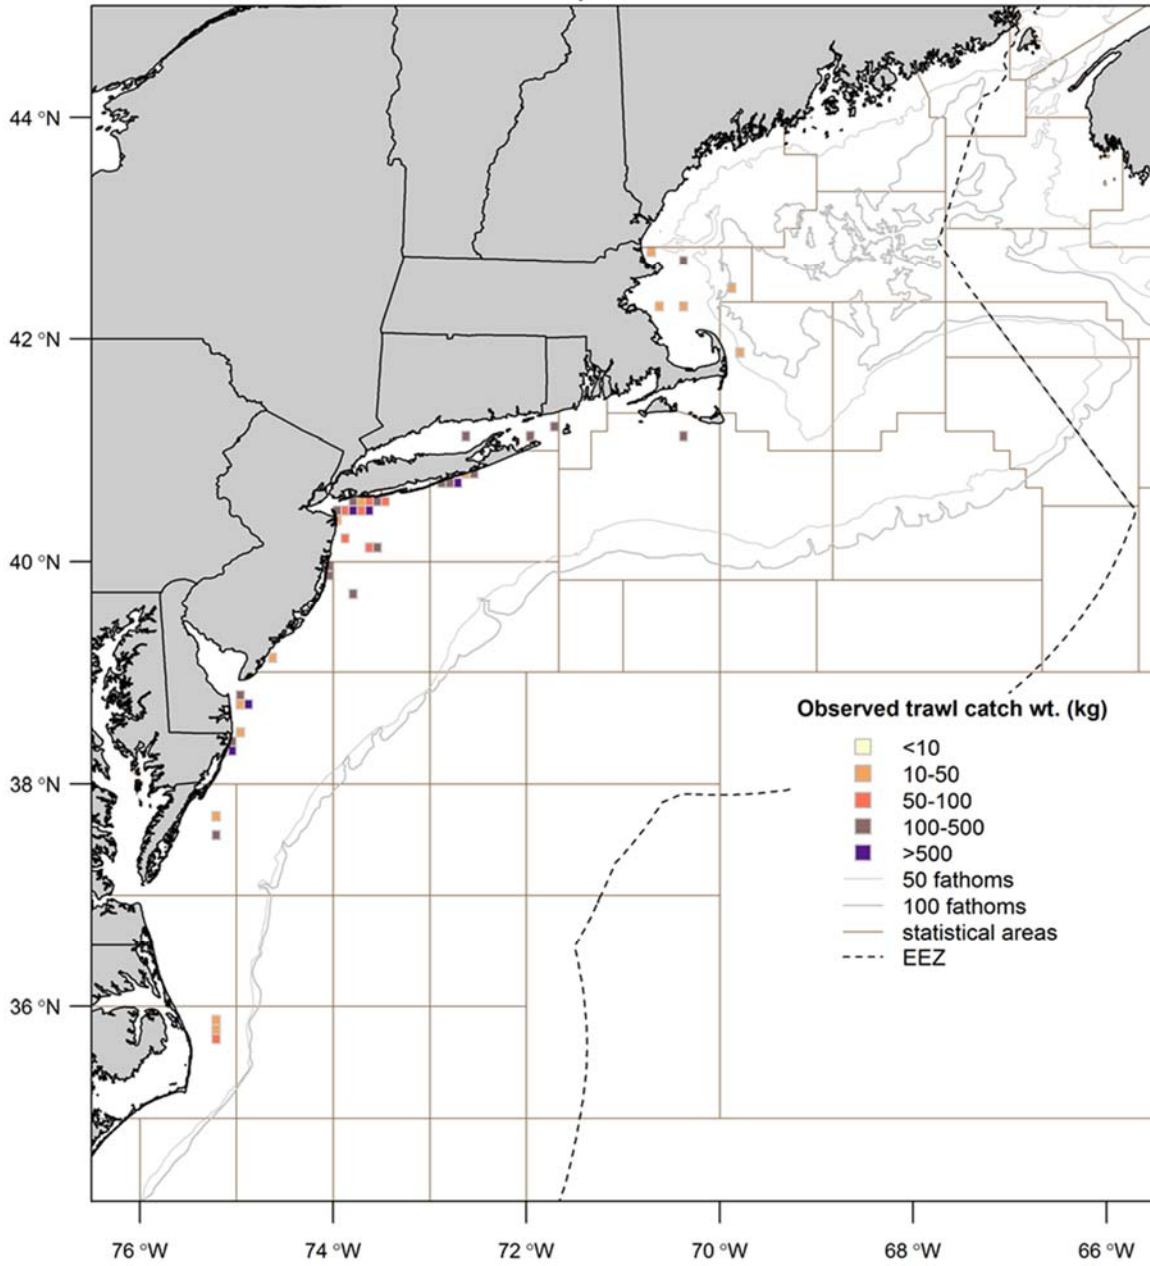 44 °N
42 °N
40 °N
38 °N
36 °N
Observed trawl catch wt. (kg)
<10
10-50
50-100
100-500
>500
50 fathoms
100 fathoms
statistical areas
EEZ
76 °W
74 °W
72 °W
70 °W
68 °W
66 °W